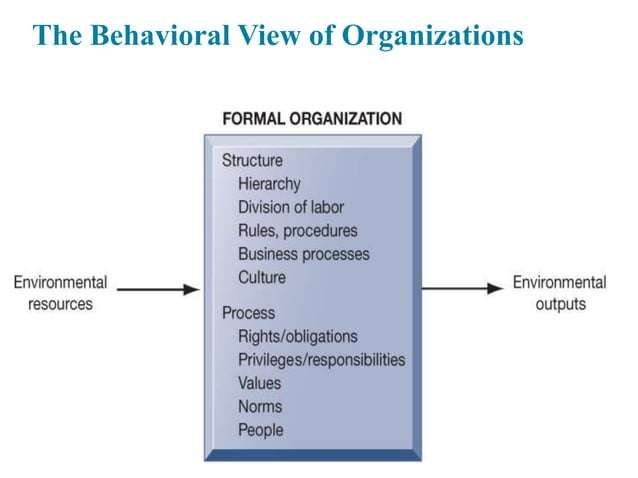 The Behavioral View of Organizations
FORMAL ORGANIZATION
Structure
Hierarchy
Division of labor
Rules, procedures
Business processes
Culture
Process
Rights/obligations
Privileges/responsibilities
Values
Norms
People
Environmental
resources
Environmental
outputs